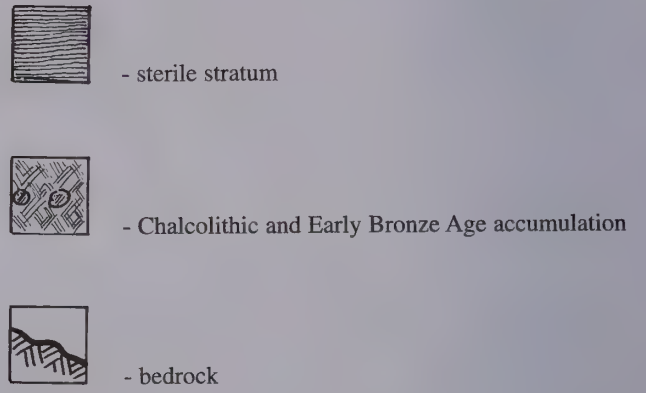 - sterile stratum
- Chalcolithic and Early Bronze Age accumulation
- bedrock